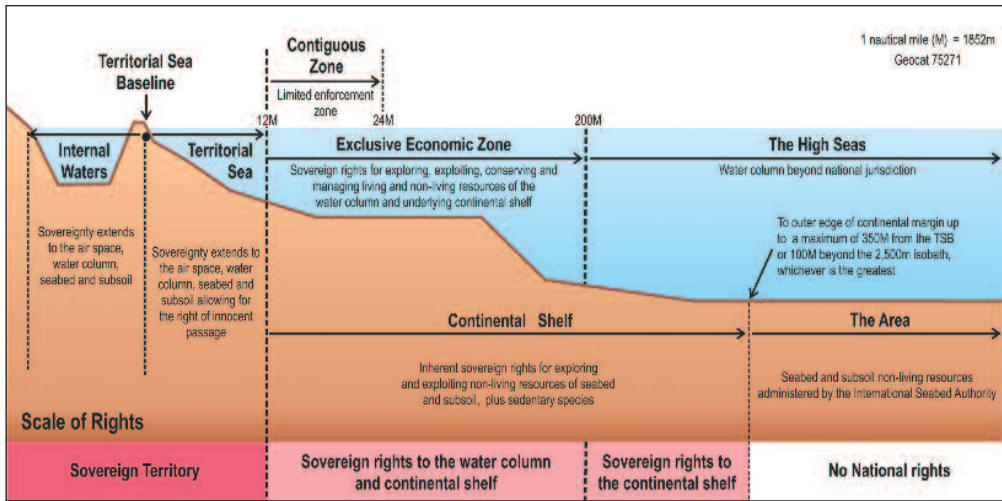 1 nautical mile (M) = 1852m
Geocat 75271
Contiguous
Zone
Limited enforcement
zone
Territorial Sea
Baseline
12M
24M
200M
Internal
Waters
Territorial
Sea
Exclusive Economic Zone
Sovereign rights for exploring, exploiting, conserving and
managing living and non-living resources of the
water column and underlying continental shelf
The High Seas
Water column beyond national jurisdiction
Sovereignty extends
to the air space,
water column,
seabed and subsoil
Sovereignty extends to
the air space, water
column, seabed and
subsoil allowing for
the right of innocent
passage
To outer edge of continental margin up
to a maximum of 350M from the TSB
or 100M beyond the 2,500m isobath,
whichever is the greatest
Continental Shelf
Inherent sovereign rights for exploring
and exploiting non-living resources of seabed
and subsoil, plus sedentary species
The Area
Seabed and subsoil non-living resources
administered by the International Seabed Authority
Scale of Rights
Sovereign Territory
Sovereign rights to the water column
and continental shelf
Sovereign rights to
the continental shelf
No National rights